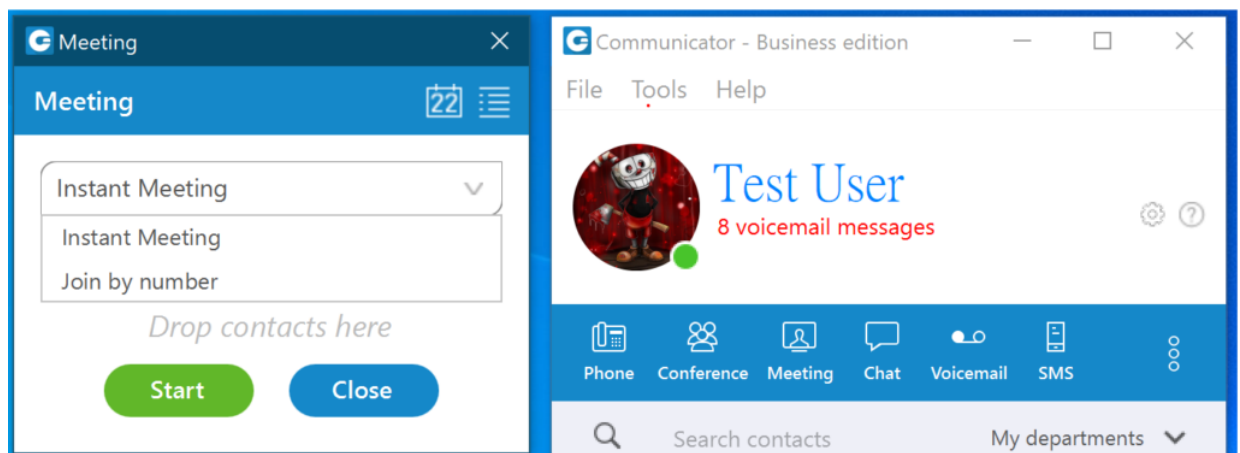 Meeting
Meeting
22
Instant Meeting
Instant Meeting
Join by number
Drop contacts here
Start Close
Communicator - Business edition
File Tools Help
Test User
8 voicemail messages
Phone Conference Meeting Chat Voicemail SMS
Search contacts My departments